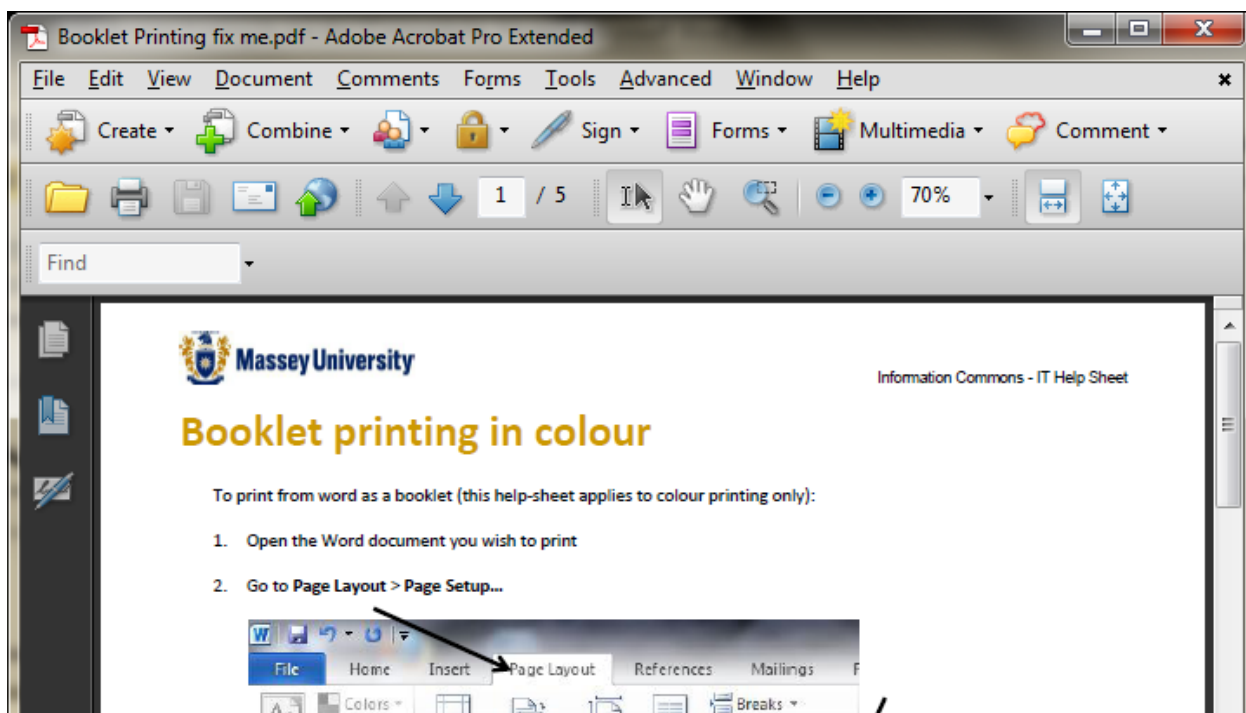 Booklet Printing fix me.pdf - Adobe Acrobat Pro Extended
File Edit View Document Comments Forms Tools Advanced Window Help
Create Combine Sign Forms Multimedia Comment
1 / 5 70%
Find
Massey University
Information Commons - IT Help Sheet
Booklet printing in colour
To print from word as a booklet (this help-sheet applies to colour printing only):
1. Open the Word document you wish to print
2. Go to Page Layout > Page Setup...
File Home Insert Page Layout References Mailings
Colors Breaks